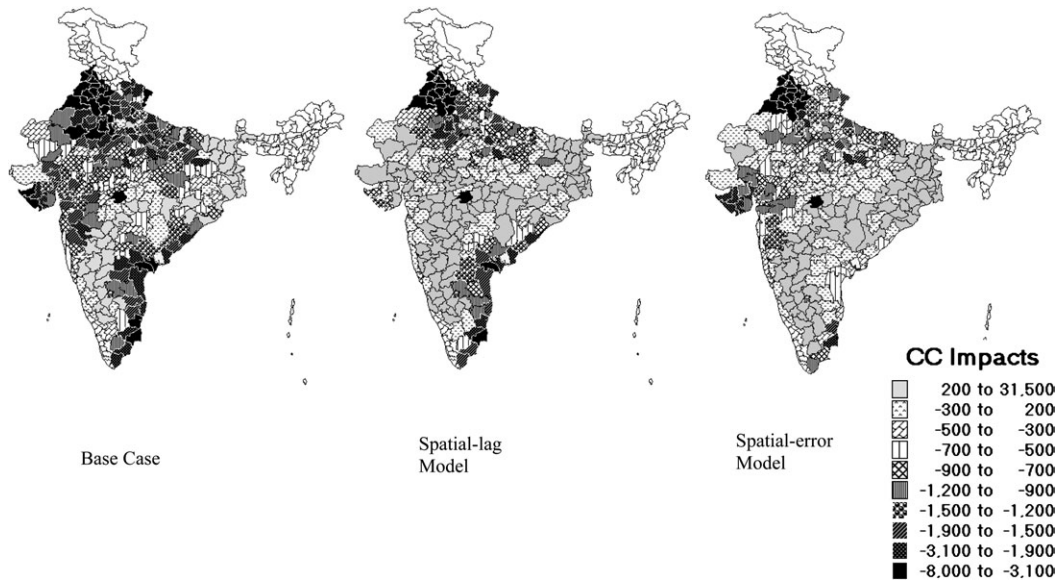 Base Case
Spatial-lag
Model
Spatial-error
Model
CC Impacts
200 to 31,500
-300 to 200
-500 to -300
-700 to -500
-900 to -700
-1,200 to -900
-1,500 to -1,200
-1,900 to -1,500
-3,100 to -1,900
-8,000 to -3,100